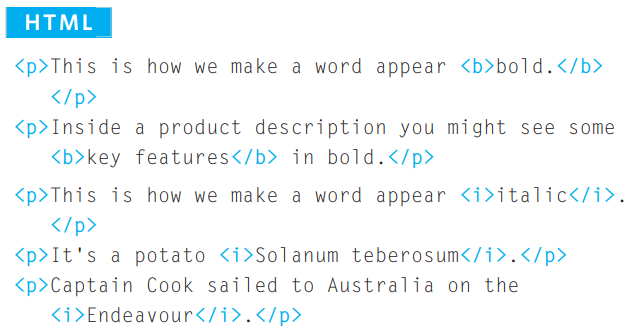 HTML
<p>This is how we make a word appear <b>bold.</b>
</p>
<p>Inside a product description you might see some
<b>key features</b> in bold.</p>
<p>This is how we make a word appear <i>italic</i>.
</p>
<p>It's a potato <i>Solanum teberosum</i>.</p>
<p>Captain Cook sailed to Australia on the
<i>Endeavour</i>.</p>